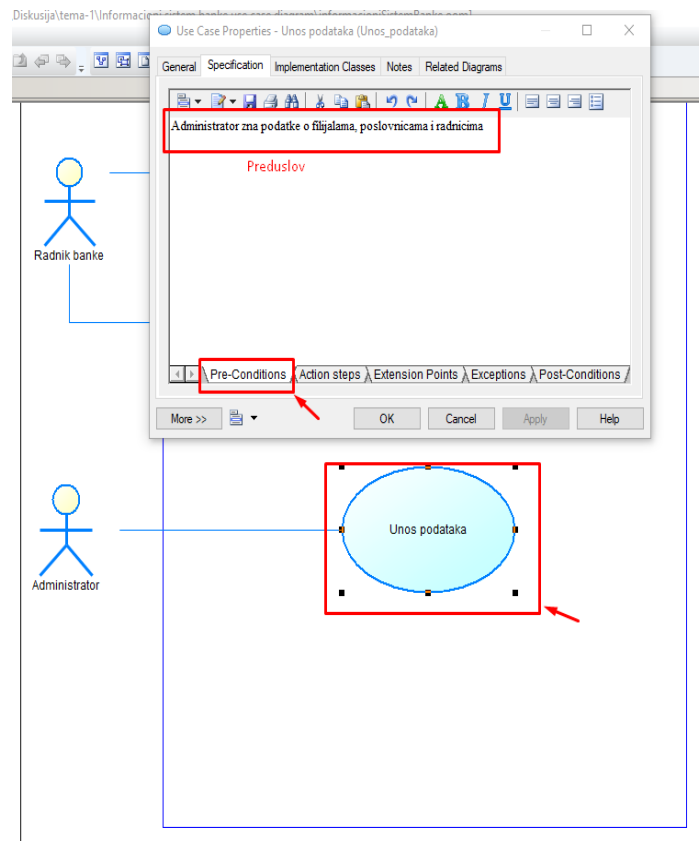 .Diskusija\tema-1\Informacioni sistem banke use case diagram\informacioniSistemBanke.oom]
Use Case Properties - Unos podataka (Unos_podataka)
General Specification Implementation Classes Notes Related Diagrams
A B I U
Administrator zna podatke o filijalama, poslovnicama i radnicima
Preduslov
Radnik banke
Pre-Conditions Action steps Extension Points Exceptions Post-Conditions
More >> OK Cancel Apply Help
Unos podataka
Administrator